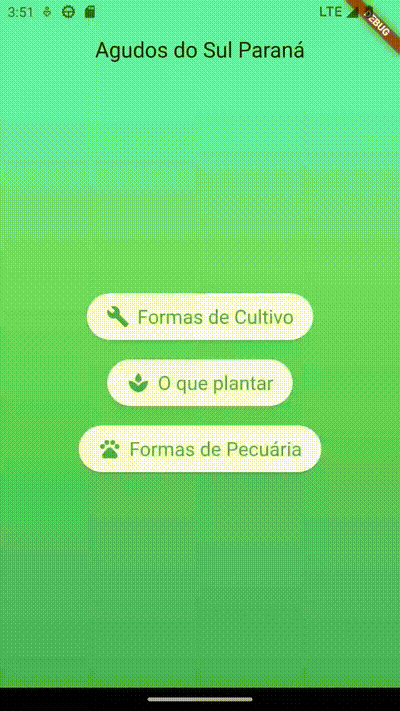 3:51
LTE
DEBUG
Agudos do Sul Paraná
Formas de Cultivo
O que plantar
Formas de Pecuária